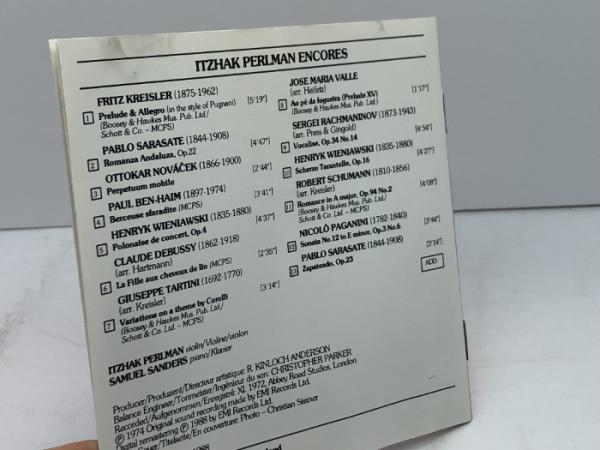 ITZHAK PERLMAN ENCORES
FRITZ KREISLER (1875-1962)
1 Prelude & Allegro (in the style of Pugnani) [5'19"]
(Boosey & Hawkes Mus. Pub. Ltd./
Schott & Co. Ltd. – MCPS)
PABLO SARASATE (1844-1908)
2 Romanza Andaluza, Op.22 [4'47"]
OTTOKAR NOVÁČEK (1866-1900)
3 Perpetuum mobile [2'44"]
PAUL BEN-HAIM (1897-1974)
4 Berceuse sfaradite (MCPS) [3'41"]
HENRYK WIENIAWSKI (1835-1880)
5 Polonaise de concert, Op.4 [4'37"]
CLAUDE DEBUSSY (1862-1918)
(arr. Hartmann)
6 La Fille aux cheveux de lin (MCPS) [2'35"]
GIUSEPPE TARTINI (1692-1770)
(arr. Kreisler)
7 Variations on a theme by Corelli [3'14"]
(Boosey & Hawkes Mus. Pub. Ltd./
Schott & Co. Ltd. – MCPS)
JOSE MARIA VALLE
(arr. Heifetz)
8 Ao pé da fogueira (Prelude XV) [1'17"]
(Boosey & Hawkes Mus. Pub. Ltd.)
SERGEI RACHMANINOV (1873-1943)
(arr. Press & Gingold)
9 Vocalise, Op.34 No.14 [4'54"]
HENRYK WIENIAWSKI (1835-1880)
10 Scherzo Tarantelle, Op.16 [4'27"]
ROBERT SCHUMANN (1810-1856)
(arr. Kreisler)
11 Romance in A major, Op.94 No.2 [4'08"]
(Boosey & Hawkes Mus. Pub. Ltd./
Schott & Co. Ltd. – MCPS)
NICOLÒ PAGANINI (1782-1840)
12 Sonata No.12 in E minor, Op.3 No.6 [3'44"]
PABLO SARASATE (1844-1908)
13 Zapateado, Op.23 [3'14"]
ADD
ITZHAK PERLMAN violin/Violine/violon
SAMUEL SANDERS piano/Klavier
Producer/Produzent/Directeur artistique: R. KINLOCH ANDERSON
Balance Engineer/Tonmeister/Ingénieur du son: CHRISTOPHER PARKER
Recorded/Aufgenommen/Enregistré: XI. 1972, Abbey Road Studios, London
℗ 1974 Original sound recording made by EMI Records Ltd.
Digital remastering ℗ 1988 by EMI Records Ltd.
Cover/Titelseite/En couverture: Photo – Christian Steiner
1988